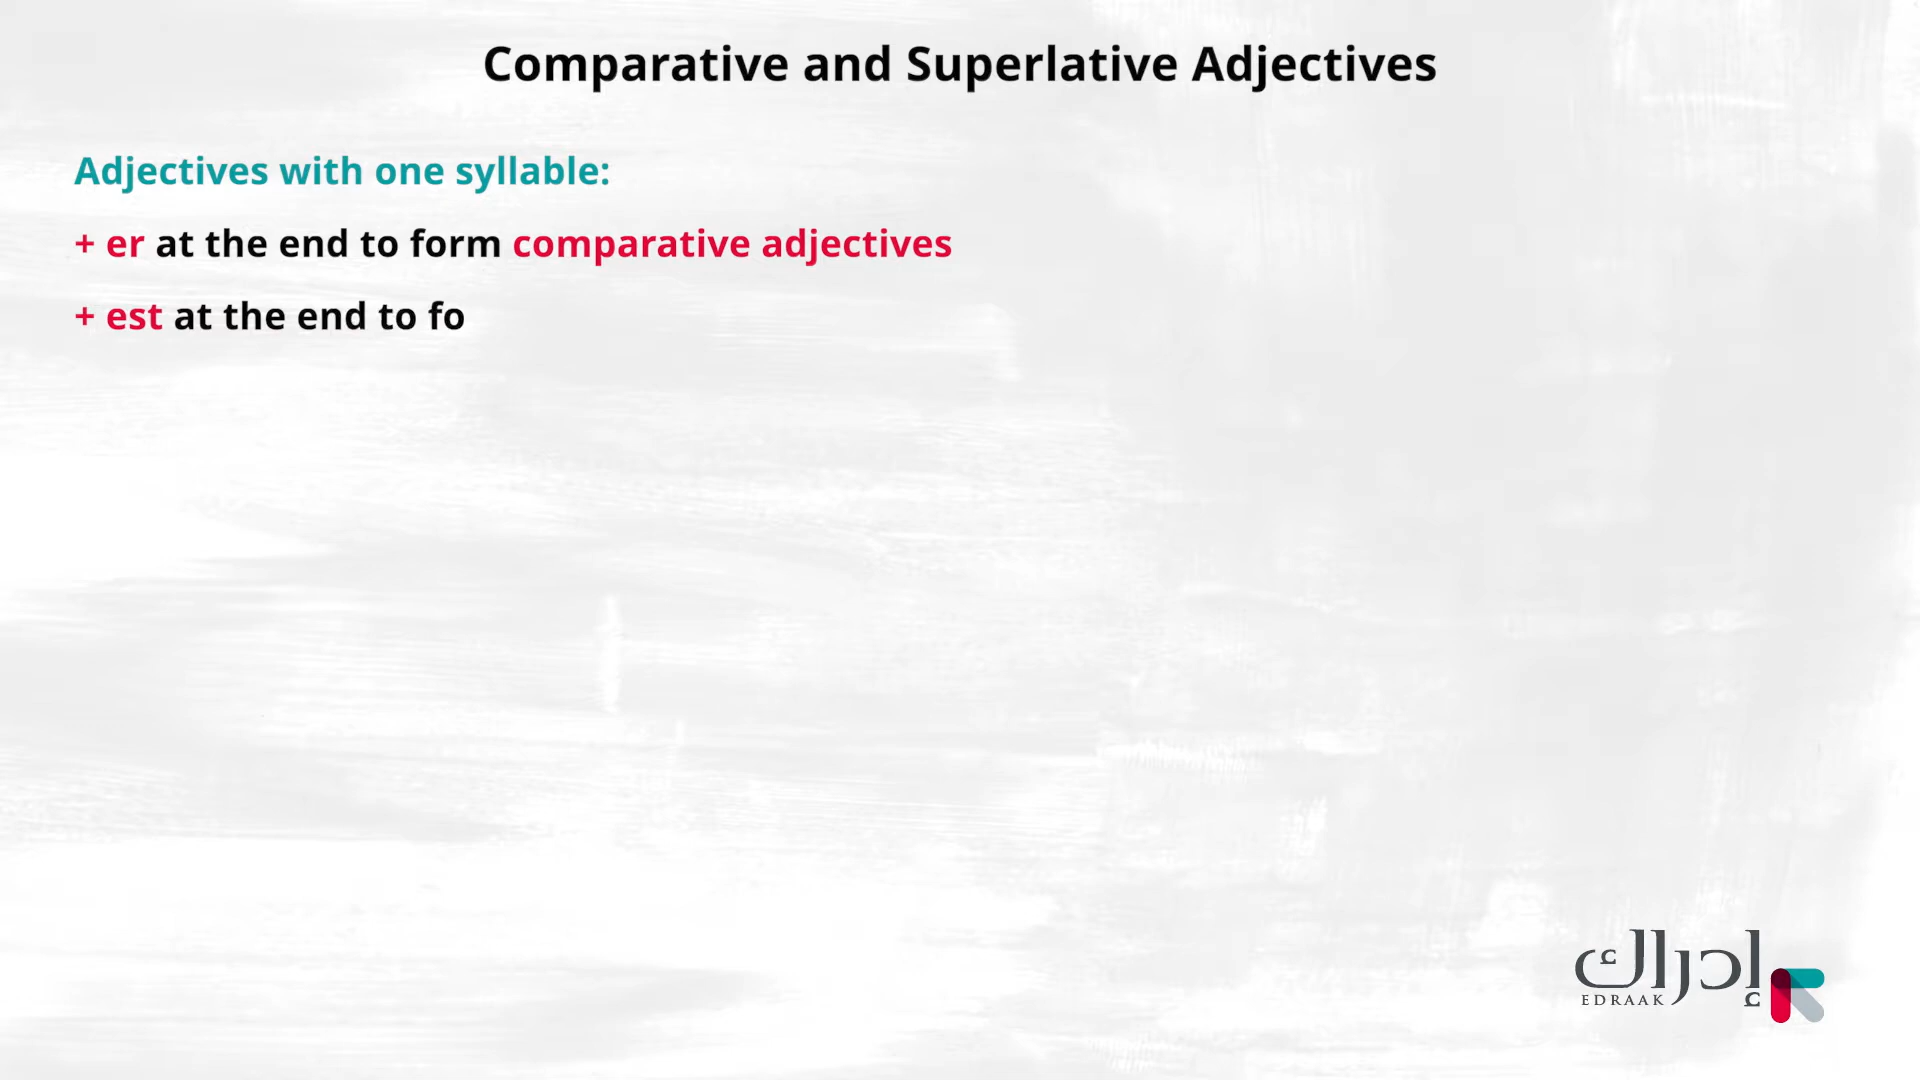 Comparative and Superlative Adjectives
Adjectives with one syllable:
+ er at the end to form comparative adjectives
+ est at the end to fo
إدراك
EDRAAK